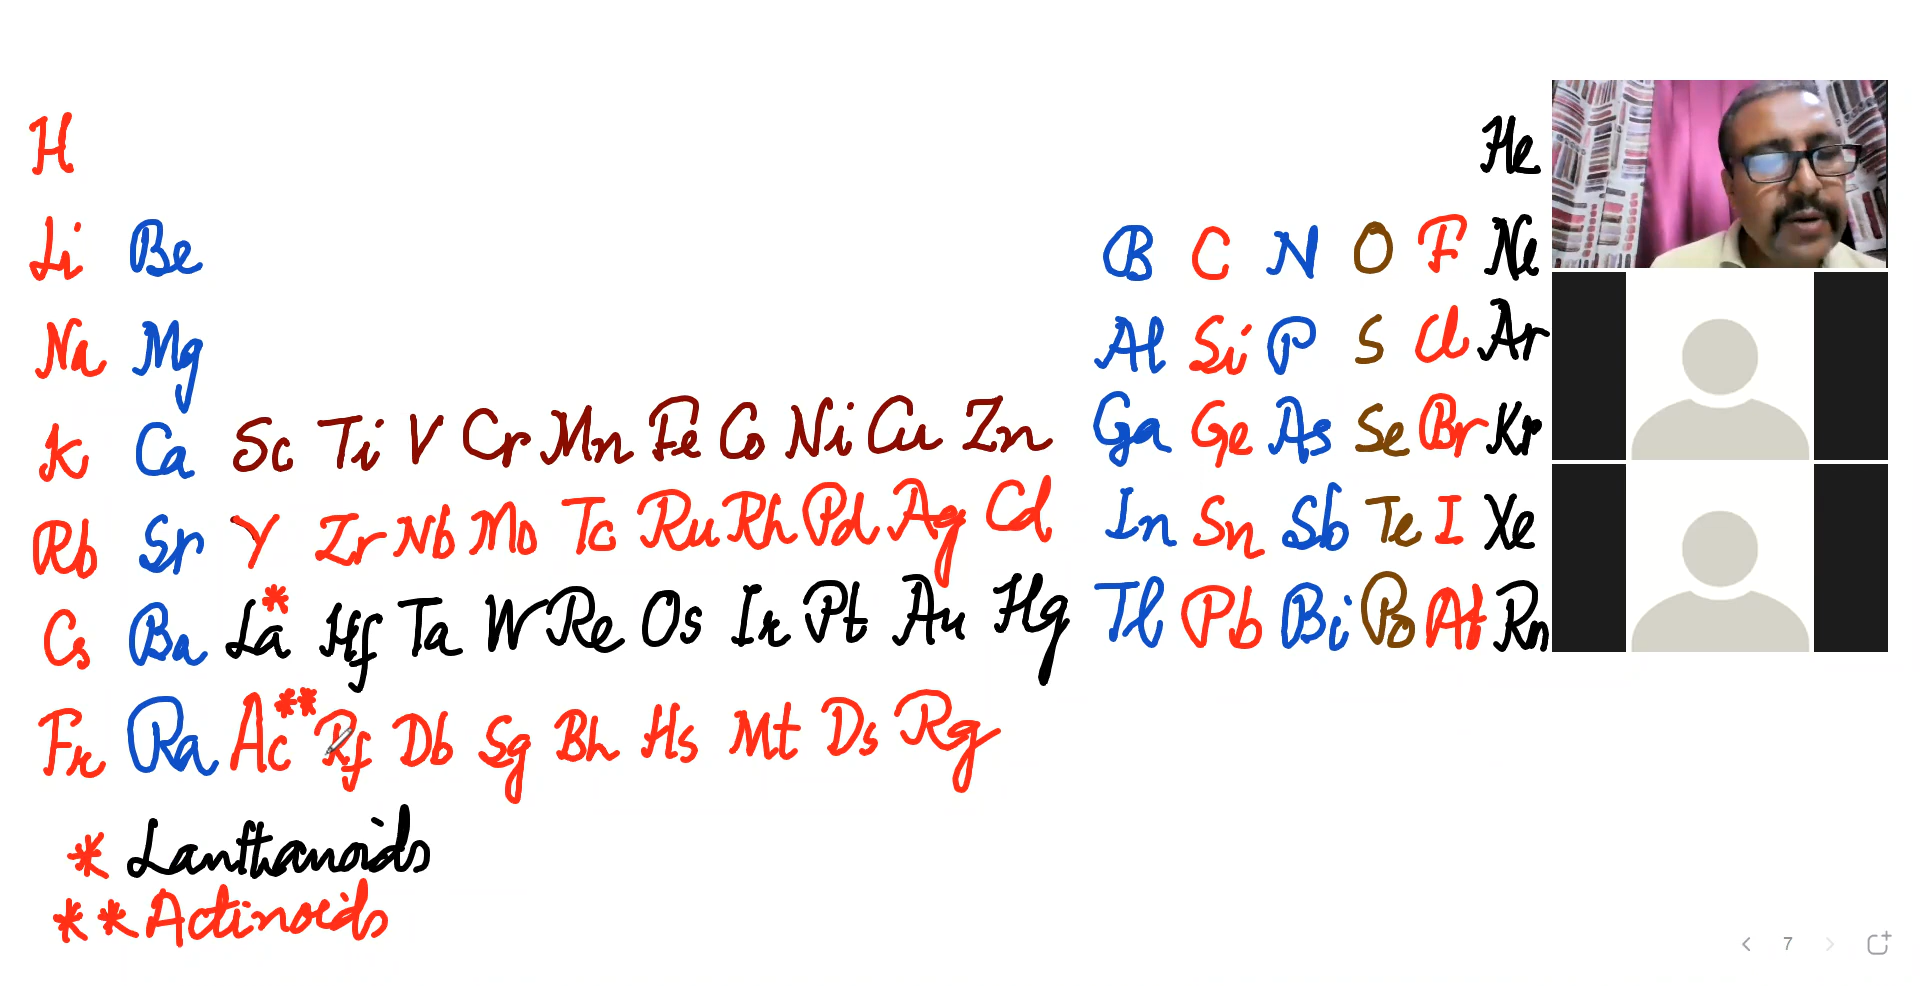 H He
Li Be B C N O F Ne
Na Mg Al Si P S Cl Ar
K Ca Sc Ti V Cr Mn Fe Co Ni Cu Zn Ga Ge As Se Br Kr
Rb Sr Y Zr Nb Mo Tc Ru Rh Pd Ag Cd In Sn Sb Te I Xe
Cs Ba La* Hf Ta W Re Os Ir Pt Au Hg Tl Pb Bi Po At Rn
Fr Ra Ac** Rf Db Sg Bh Hs Mt Ds Rg
* Lanthanoids
** Actinoids
7